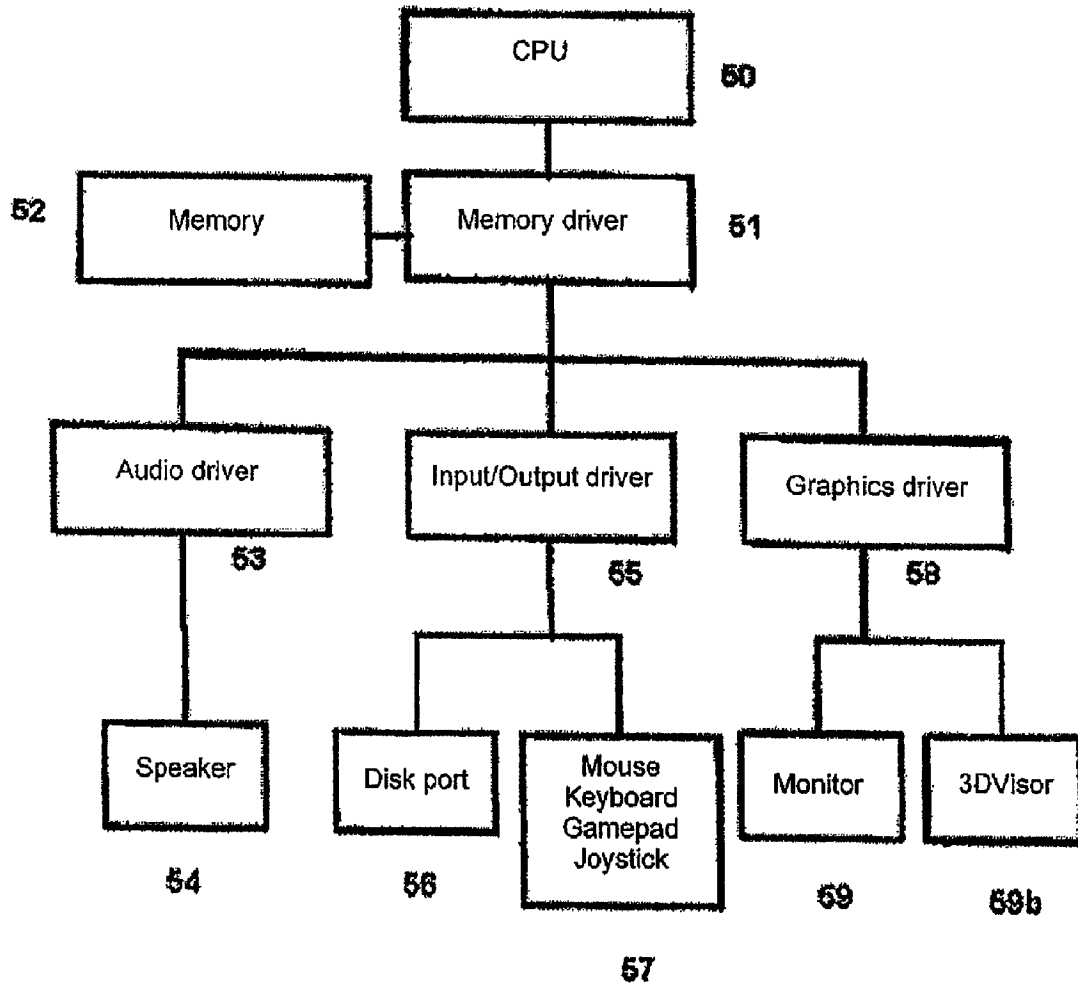 CPU
50
52
Memory
Memory driver
51
Audio driver
Input/Output driver
Graphics driver
53
55
58
Speaker
Disk port
Mouse
Keyboard
Gamepad
Joystick
Monitor
3DVisor
54
56
59
59b
57